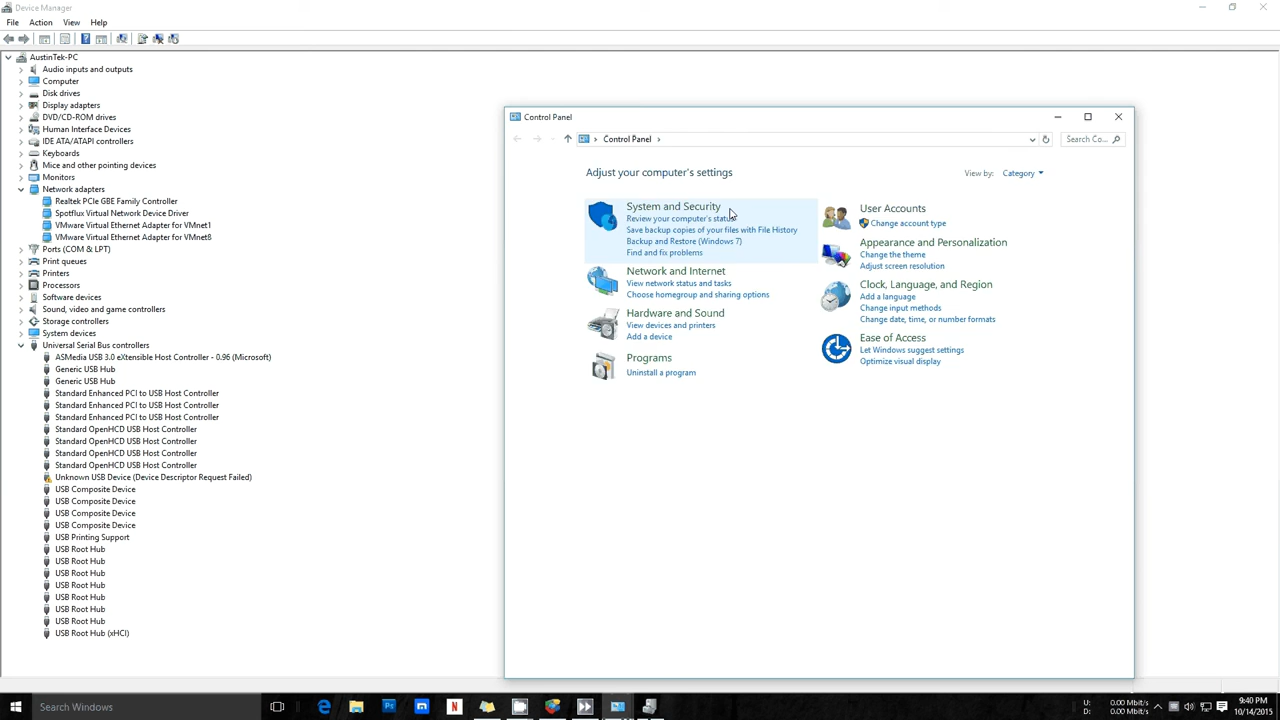 Device Manager
File Action View Help
AustinTek-PC
Audio inputs and outputs
Computer
Disk drives
Display adapters
DVD/CD-ROM drives
Human Interface Devices
IDE ATA/ATAPI controllers
Keyboards
Mice and other pointing devices
Monitors
Network adapters
Realtek PCIe GBE Family Controller
Spotflux Virtual Network Device Driver
VMware Virtual Ethernet Adapter for VMnet1
VMware Virtual Ethernet Adapter for VMnet8
Ports (COM & LPT)
Print queues
Printers
Processors
Software devices
Sound, video and game controllers
Storage controllers
System devices
Universal Serial Bus controllers
ASMedia USB 3.0 eXtensible Host Controller - 0.96 (Microsoft)
Generic USB Hub
Generic USB Hub
Standard Enhanced PCI to USB Host Controller
Standard Enhanced PCI to USB Host Controller
Standard Enhanced PCI to USB Host Controller
Standard OpenHCD USB Host Controller
Standard OpenHCD USB Host Controller
Standard OpenHCD USB Host Controller
Standard OpenHCD USB Host Controller
Unknown USB Device (Device Descriptor Request Failed)
USB Composite Device
USB Composite Device
USB Composite Device
USB Composite Device
USB Printing Support
USB Root Hub
USB Root Hub
USB Root Hub
USB Root Hub
USB Root Hub
USB Root Hub
USB Root Hub
USB Root Hub (xHCI)
Control Panel
Control Panel
Search Co...
Adjust your computer's settings
View by: Category
System and Security
Review your computer's status
Save backup copies of your files with File History
Backup and Restore (Windows 7)
Find and fix problems
Network and Internet
View network status and tasks
Choose homegroup and sharing options
Hardware and Sound
View devices and printers
Add a device
Programs
Uninstall a program
User Accounts
Change account type
Appearance and Personalization
Change the theme
Adjust screen resolution
Clock, Language, and Region
Add a language
Change input methods
Change date, time, or number formats
Ease of Access
Let Windows suggest settings
Optimize visual display
Search Windows
U: 0.00 Mbit/s
D: 0.00 Mbit/s
9:40 PM
10/14/2015